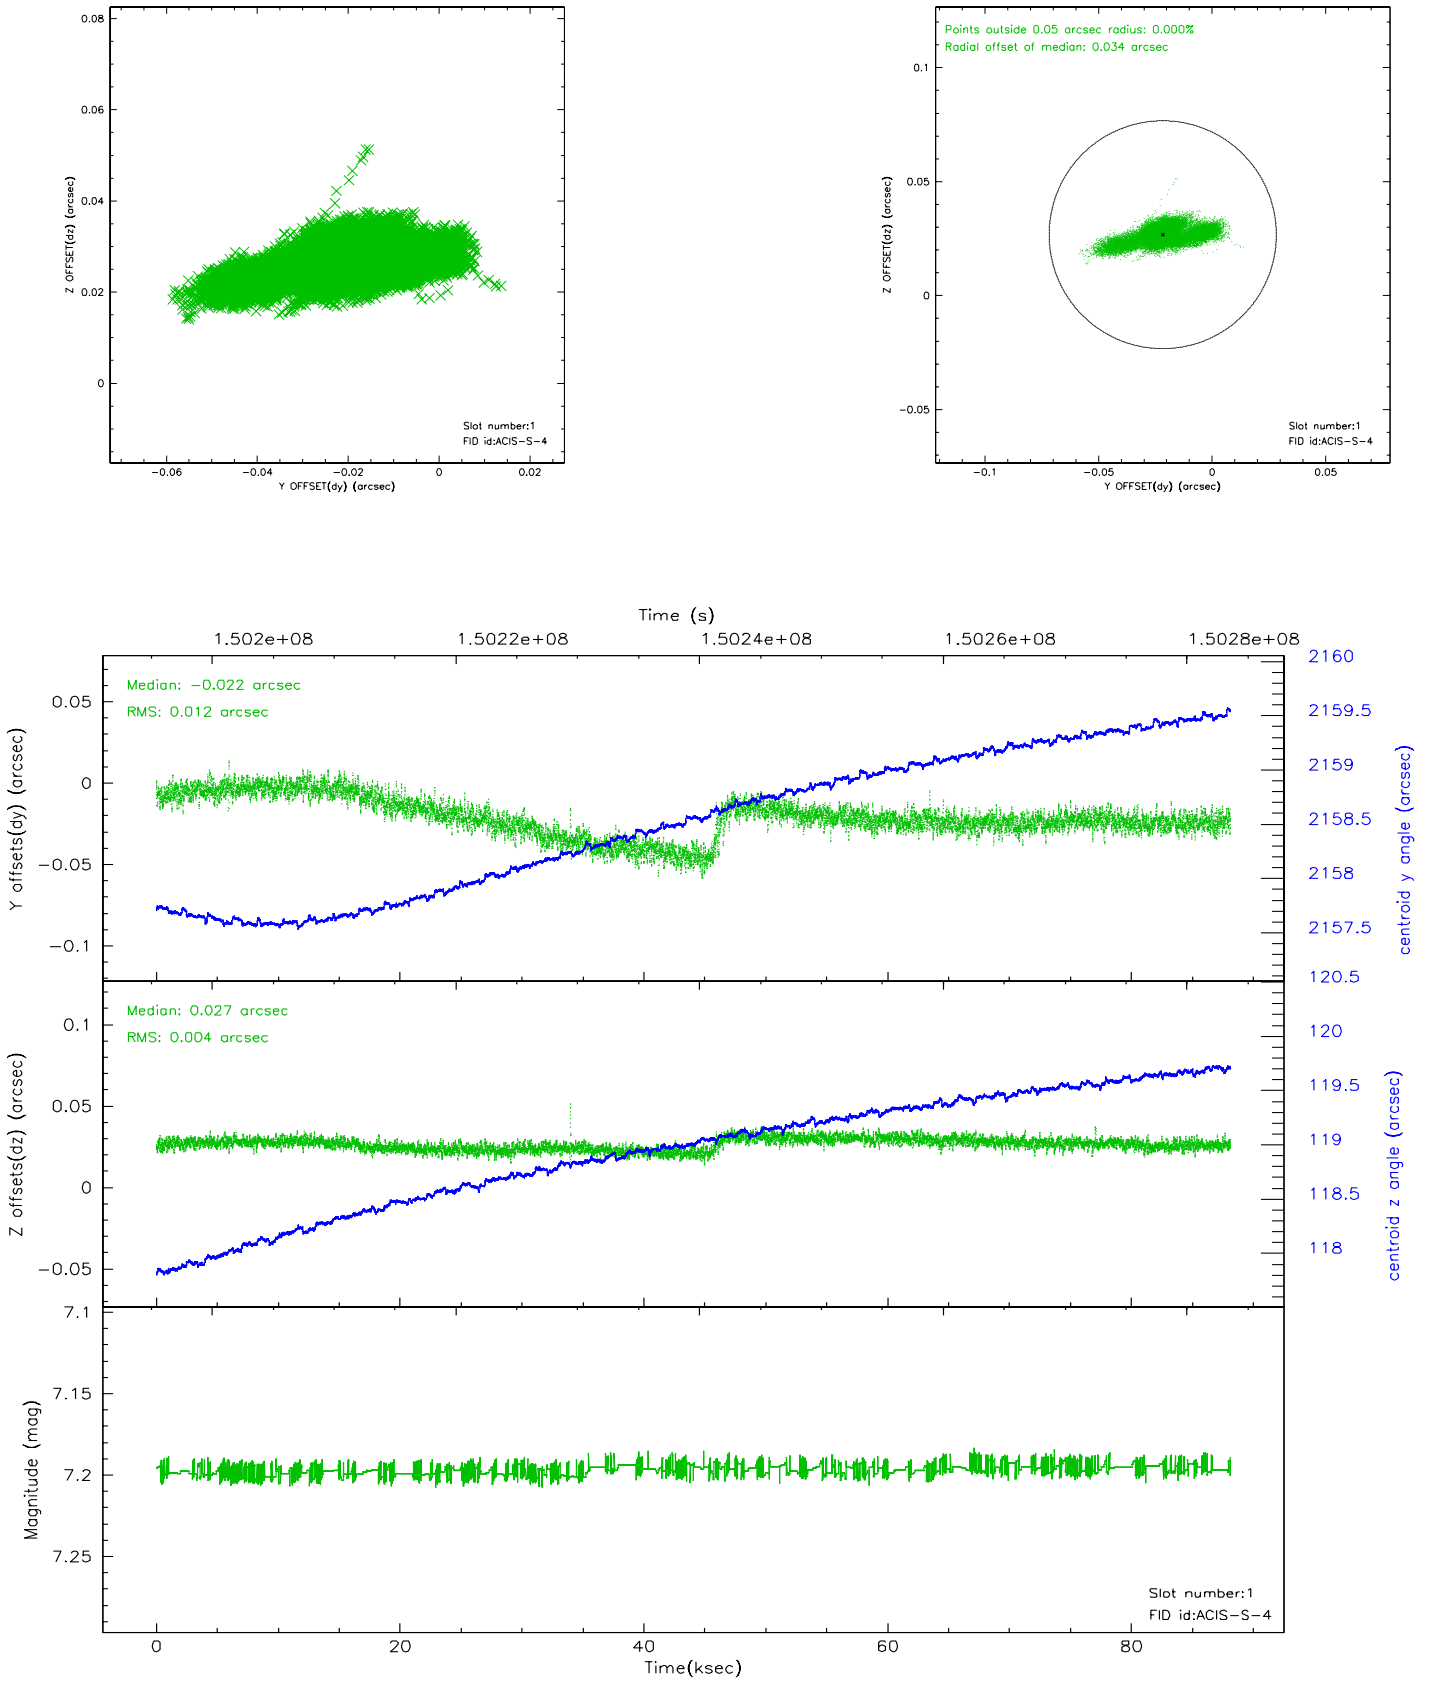 0.08
0.06
0.04
0.02
0
Z OFFSET(dz) (arcsec)
Slot number:1
FID id:ACIS-S-4
-0.06 -0.04 -0.02 0 0.02
Y OFFSET(dy) (arcsec)
Points outside 0.05 arcsec radius: 0.000%
Radial offset of median: 0.034 arcsec
0.1
0.05
0
-0.05
Z OFFSET(dz) (arcsec)
Slot number:1
FID id:ACIS-S-4
-0.1 -0.05 0 0.05
Y OFFSET(dy) (arcsec)
Time (s)
1.502e+08 1.5022e+08 1.5024e+08 1.5026e+08 1.5028e+08
Median: -0.022 arcsec
RMS: 0.012 arcsec
0.05
0
-0.05
-0.1
Y offsets(dy) (arcsec)
2160
2159.5
2159
2158.5
2158
2157.5
centroid y angle (arcsec)
Median: 0.027 arcsec
RMS: 0.004 arcsec
0.1
0.05
0
-0.05
Z offsets(dz) (arcsec)
120.5
120
119.5
119
118.5
118
centroid z angle (arcsec)
7.1
7.15
7.2
7.25
Magnitude (mag)
Slot number:1
FID id:ACIS-S-4
0 20 40 60 80
Time(ksec)